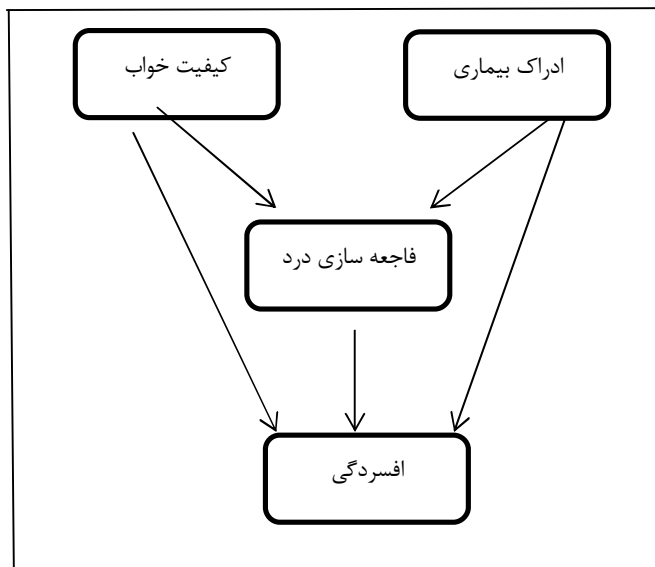 ادراک بیماری
کیفیت خواب
فاجعه سازی درد
افسردگی